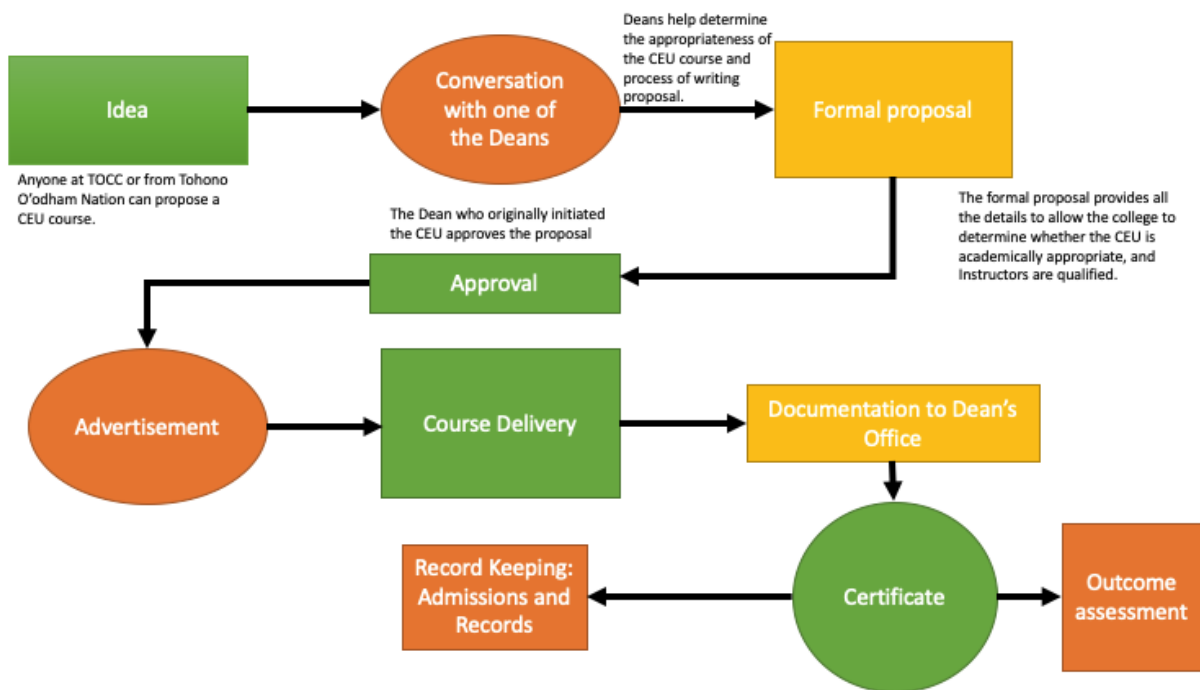 Deans help determine
the appropriateness of
the CEU course and
process of writing
proposal.
Idea
Conversation
with one of
the Deans
Formal proposal
Anyone at TOCC or from Tohono
O'odham Nation can propose a
CEU course.
The formal proposal provides all
the details to allow the college to
determine whether the CEU is
academically appropriate, and
Instructors are qualified.
The Dean who originally initiated
the CEU approves the proposal
Approval
Advertisement
Course Delivery
Documentation to Dean's
Office
Certificate
Record Keeping:
Admissions and
Records
Outcome
assessment